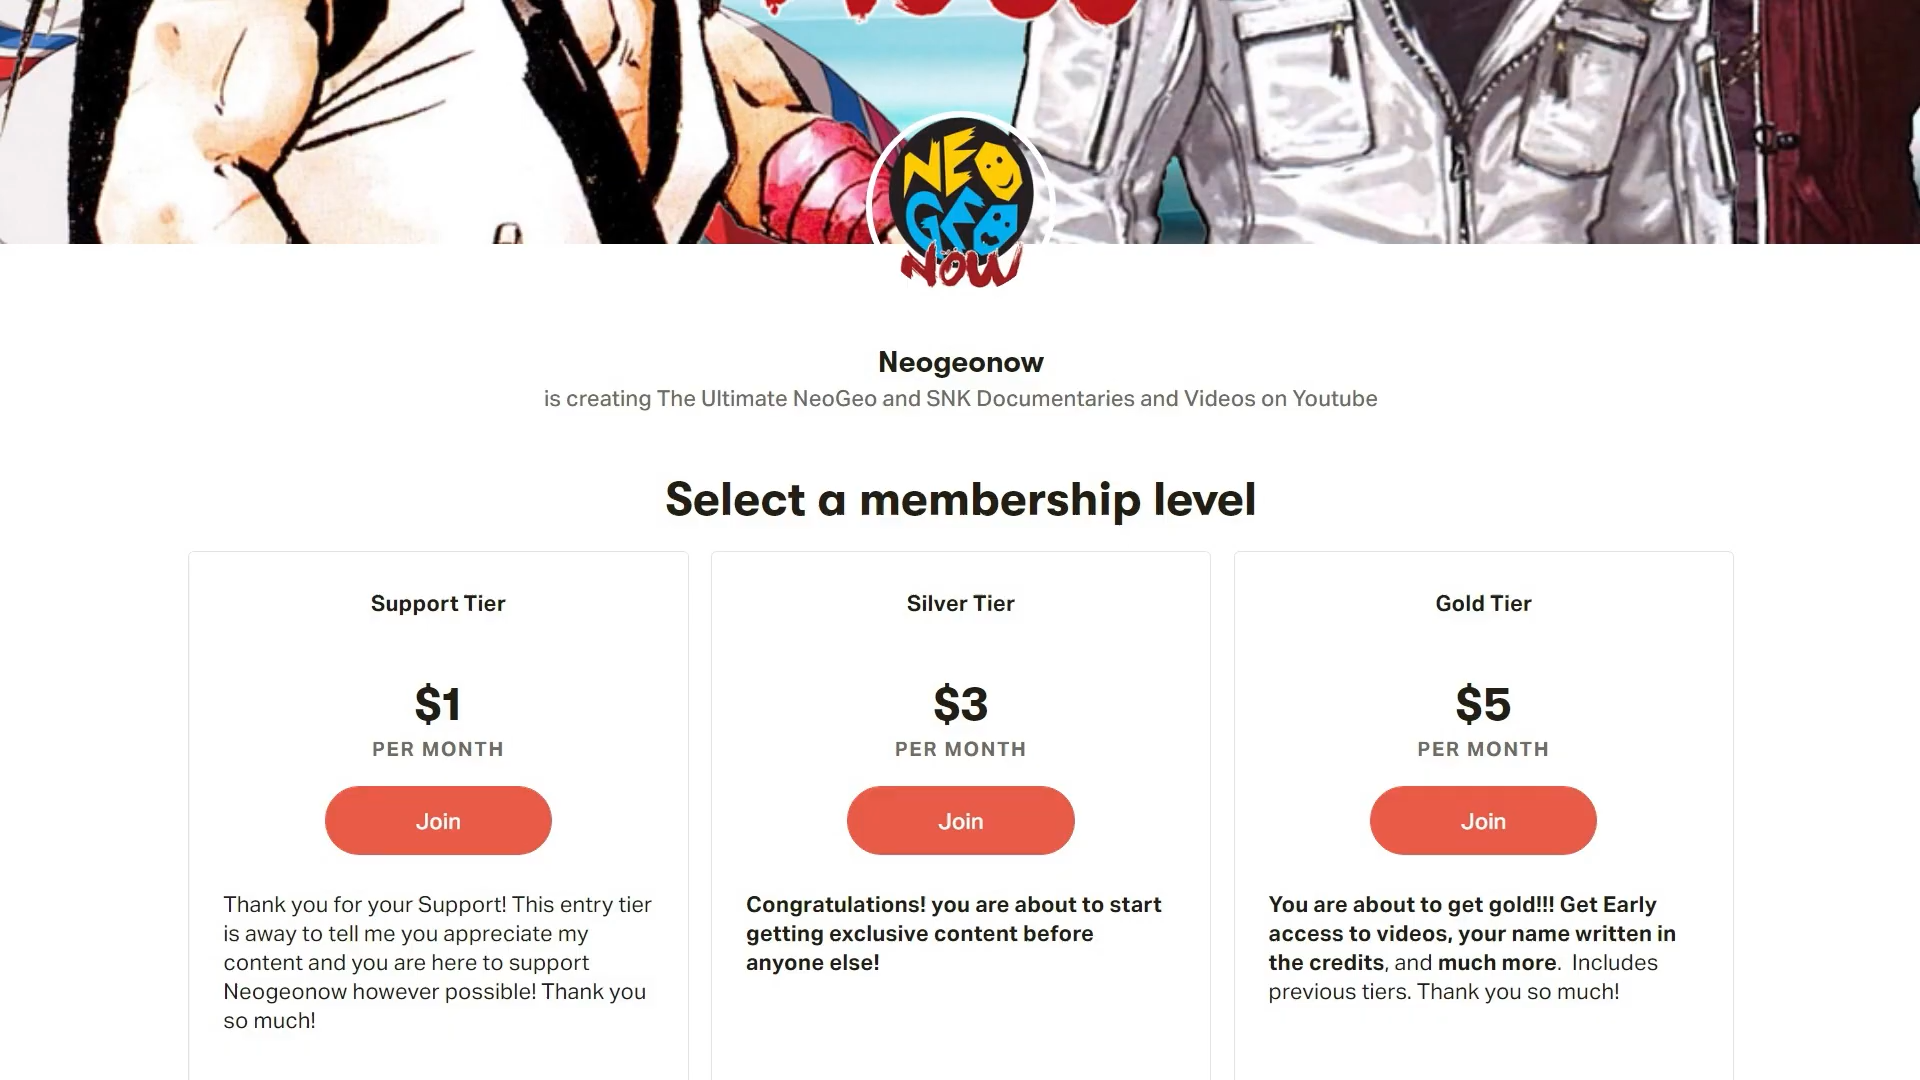 NEO
GEO
NOW
Neogeonow
is creating The Ultimate NeoGeo and SNK Documentaries and Videos on Youtube
Select a membership level
Support Tier
$1
PER MONTH
Join
Thank you for your Support! This entry tier
is away to tell me you appreciate my
content and you are here to support
Neogeonow however possible! Thank you
so much!
Silver Tier
$3
PER MONTH
Join
Congratulations! you are about to start
getting exclusive content before
anyone else!
Gold Tier
$5
PER MONTH
Join
You are about to get gold!!! Get Early
access to videos, your name written in
the credits, and much more.  Includes
previous tiers. Thank you so much!